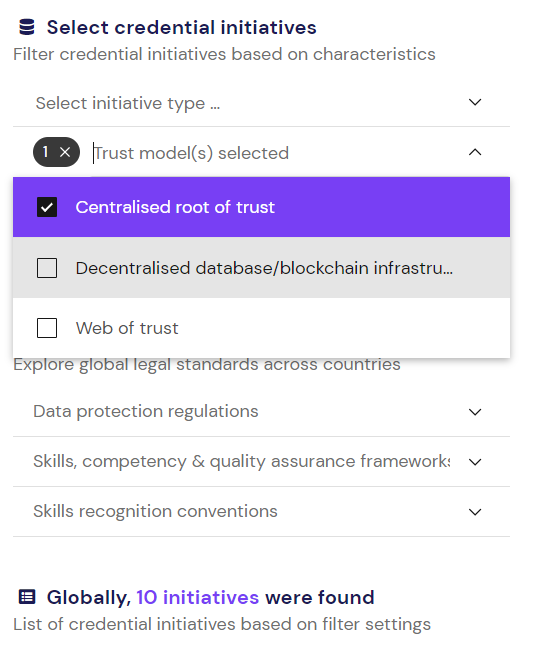 Select credential initiatives
Filter credential initiatives based on characteristics
Select initiative type ...
1 Trust model(s) selected
Centralised root of trust
Decentralised database/blockchain infrastru...
Web of trust
Explore global legal standards across countries
Data protection regulations
Skills, competency & quality assurance frameworks
Skills recognition conventions
Globally, 10 initiatives were found
List of credential initiatives based on filter settings